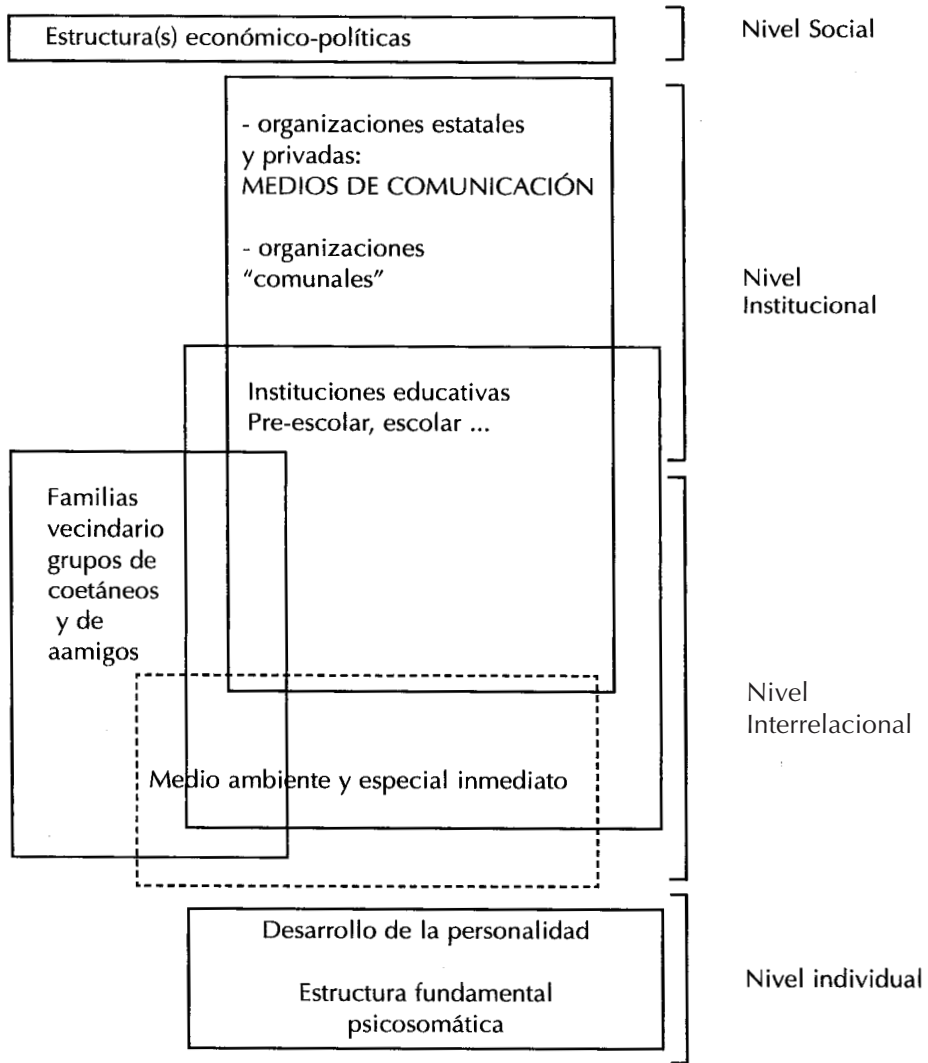 Estructura(s) económico-políticas
Nivel Social
- organizaciones estatales
y privadas:
MEDIOS DE COMUNICACIÓN
- organizaciones
"comunales"
Nivel
Institucional
Instituciones educativas
Pre-escolar, escolar ...
Familias
vecindario
grupos de
coetáneos
y de
aamigos
Nivel
Interrelacional
Medio ambiente y especial inmediato
Desarrollo de la personalidad
Estructura fundamental
psicosomática
Nivel individual